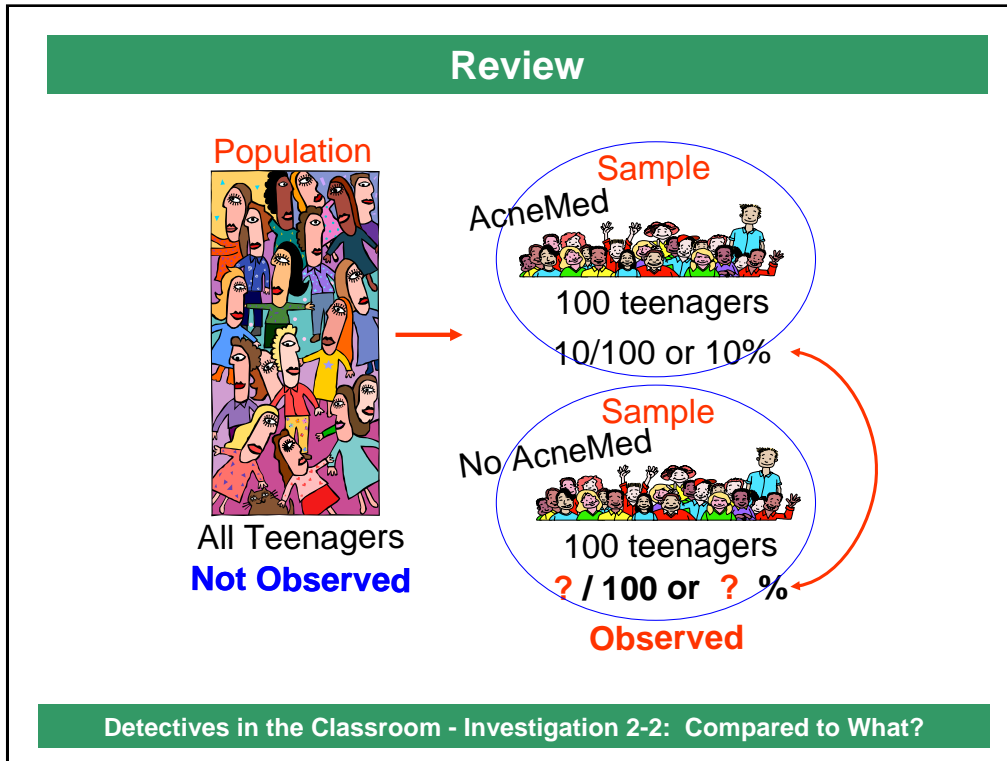 Review
Population
All Teenagers
Not Observed
Sample
AcneMed
100 teenagers
10/100 or 10%
Sample
No AcneMed
100 teenagers
? / 100 or ? %
Observed
Detectives in the Classroom - Investigation 2-2: Compared to What?